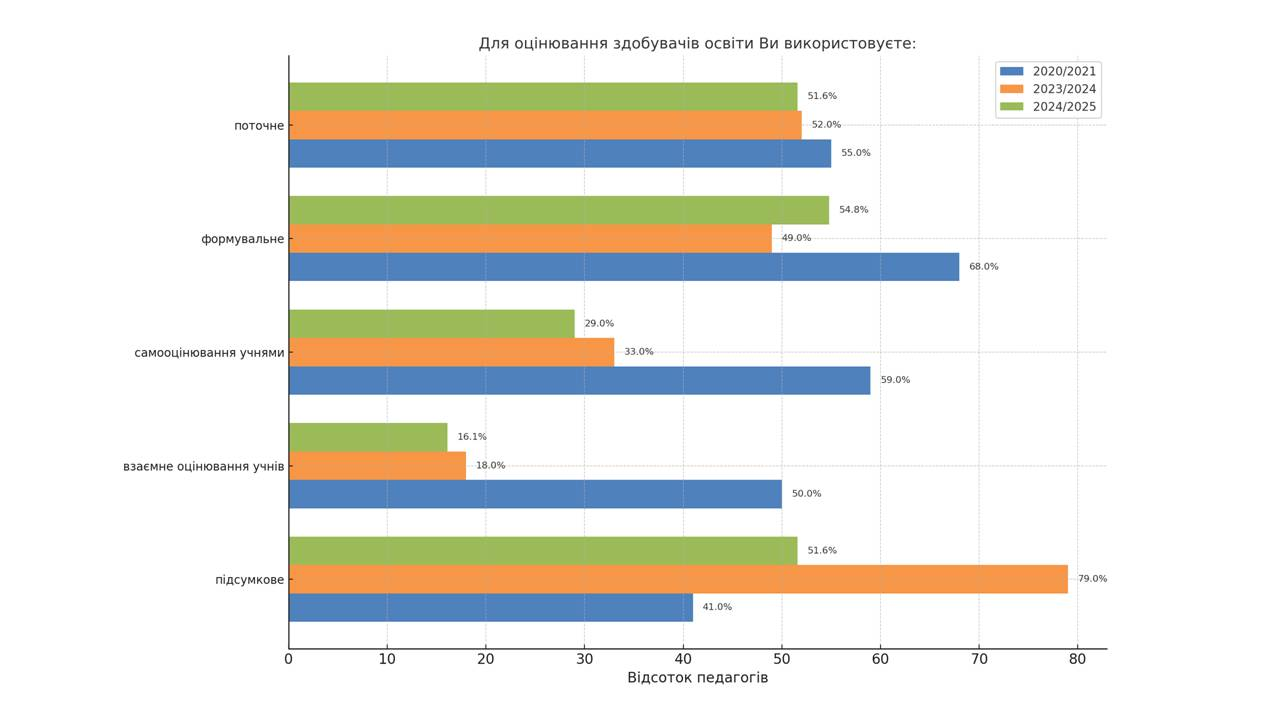 Для оцінювання здобувачів освіти Ви використовуєте:
2020/2021
2023/2024
2024/2025
поточне
51.6%
52.0%
55.0%
формувальне
54.8%
49.0%
68.0%
самооцінювання учнями
29.0%
33.0%
59.0%
взаємне оцінювання учнів
16.1%
18.0%
50.0%
підсумкове
51.6%
79.0%
41.0%
0 10 20 30 40 50 60 70 80
Відсоток педагогів